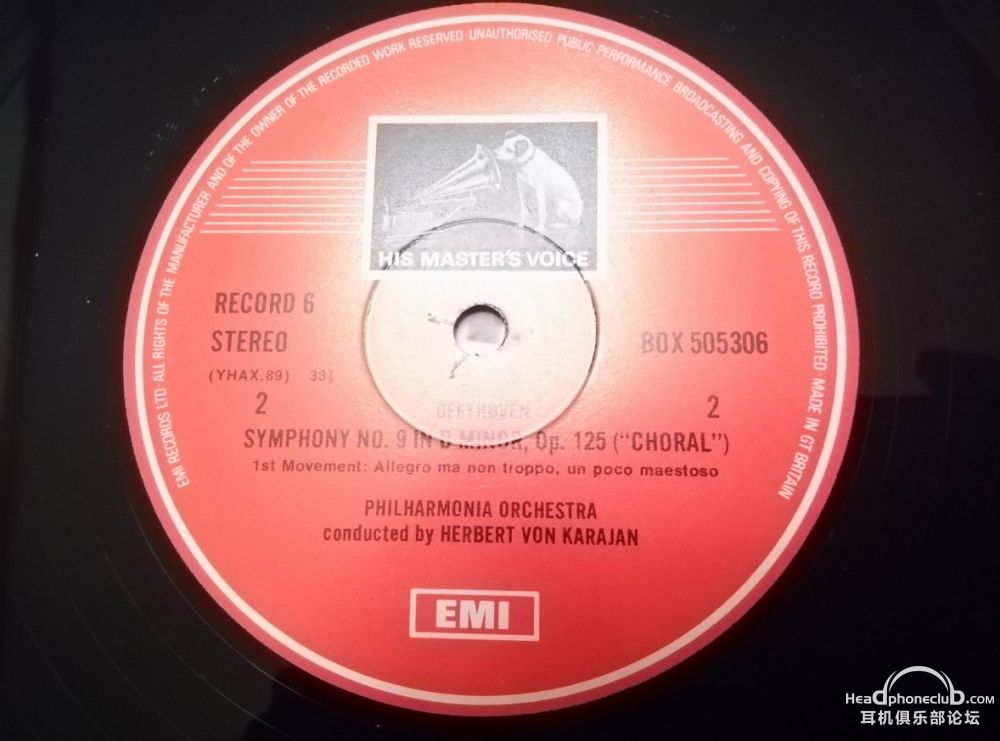 EMI RECORDS LTD · ALL RIGHTS OF THE MANUFACTURER AND OF THE OWNER OF THE RECORDED WORK RESERVED UNAUTHORISED PUBLIC PERFORMANCE BROADCASTING AND COPYING OF THIS RECORD PROHIBITED · MADE IN GT BRITAIN
HIS MASTER'S VOICE
RECORD 6
STEREO
BOX 505306
(YHAX.89) 33⅓
2
2
BEETHOVEN
SYMPHONY NO. 9 IN D MINOR, Op. 125 ("CHORAL")
1st Movement: Allegro ma non troppo, un poco maestoso
PHILHARMONIA ORCHESTRA
conducted by HERBERT VON KARAJAN
EMI
HeadphoneclubD.com
耳机俱乐部论坛